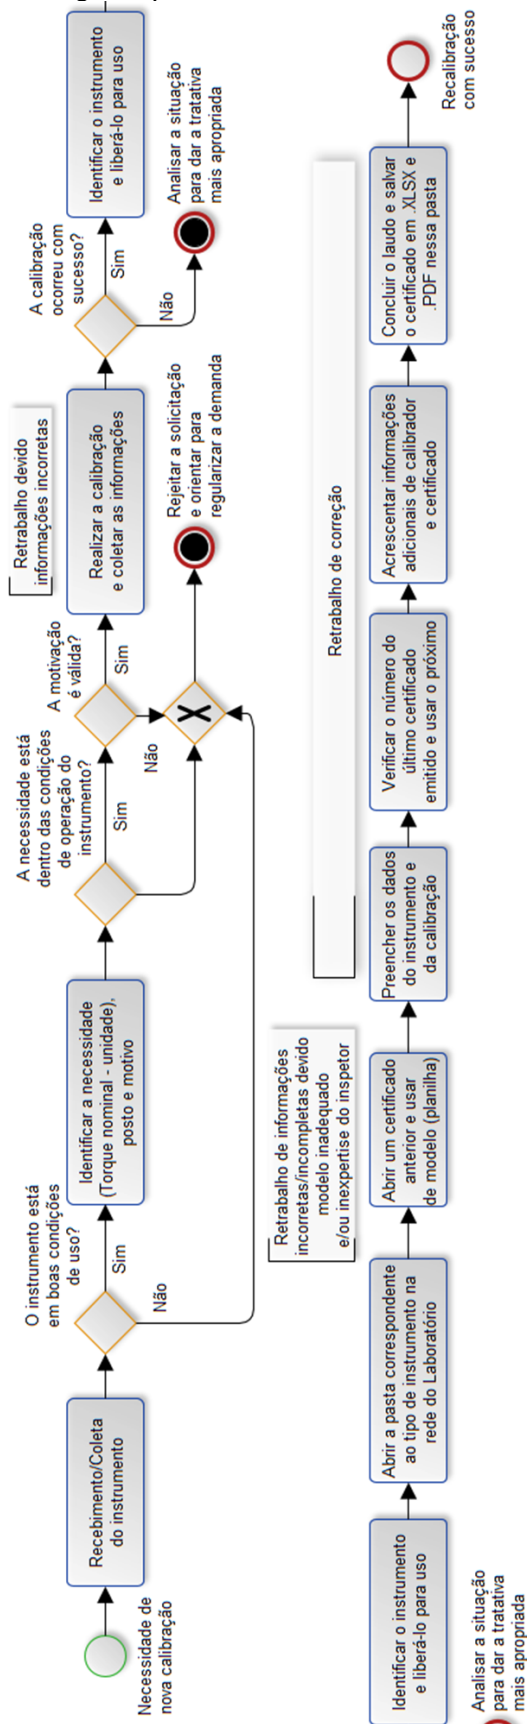 Necessidade de
nova calibração
Recebimento/Coleta
do instrumento
O instrumento está
em boas condições
de uso?
Sim
Não
Identificar a necessidade
(Torque nominal - unidade),
posto e motivo
A necessidade está
dentro das condições
de operação do
instrumento?
Sim
Não
A motivação
é válida?
Sim
X
Rejeitar a solicitação
e orientar para
regularizar a demanda
Retrabalho devido
informações incorretas
Realizar a calibração
e coletar as informações
A calibração
ocorreu com
sucesso?
Sim
Não
Analisar a situação
para dar a tratativa
mais apropriada
Identificar o instrumento
e liberá-lo para uso
Identificar o instrumento
e liberá-lo para uso
Analisar a situação
para dar a tratativa
mais apropriada
Abrir a pasta correspondente
ao tipo de instrumento na
rede do Laboratório
Retrabalho de informações
incorretas/incompletas devido
modelo inadequado
e/ou inexpertise do inspetor
Abrir um certificado
anterior e usar
de modelo (planilha)
Preencher os dados
do instrumento e
da calibração
Retrabalho de correção
Verificar o número do
último certificado
emitido e usar o próximo
Acrescentar informações
adicionais de calibrador
e certificado
Concluir o laudo e salvar
o certificado em .XLSX e
.PDF nessa pasta
Recalibração
com sucesso